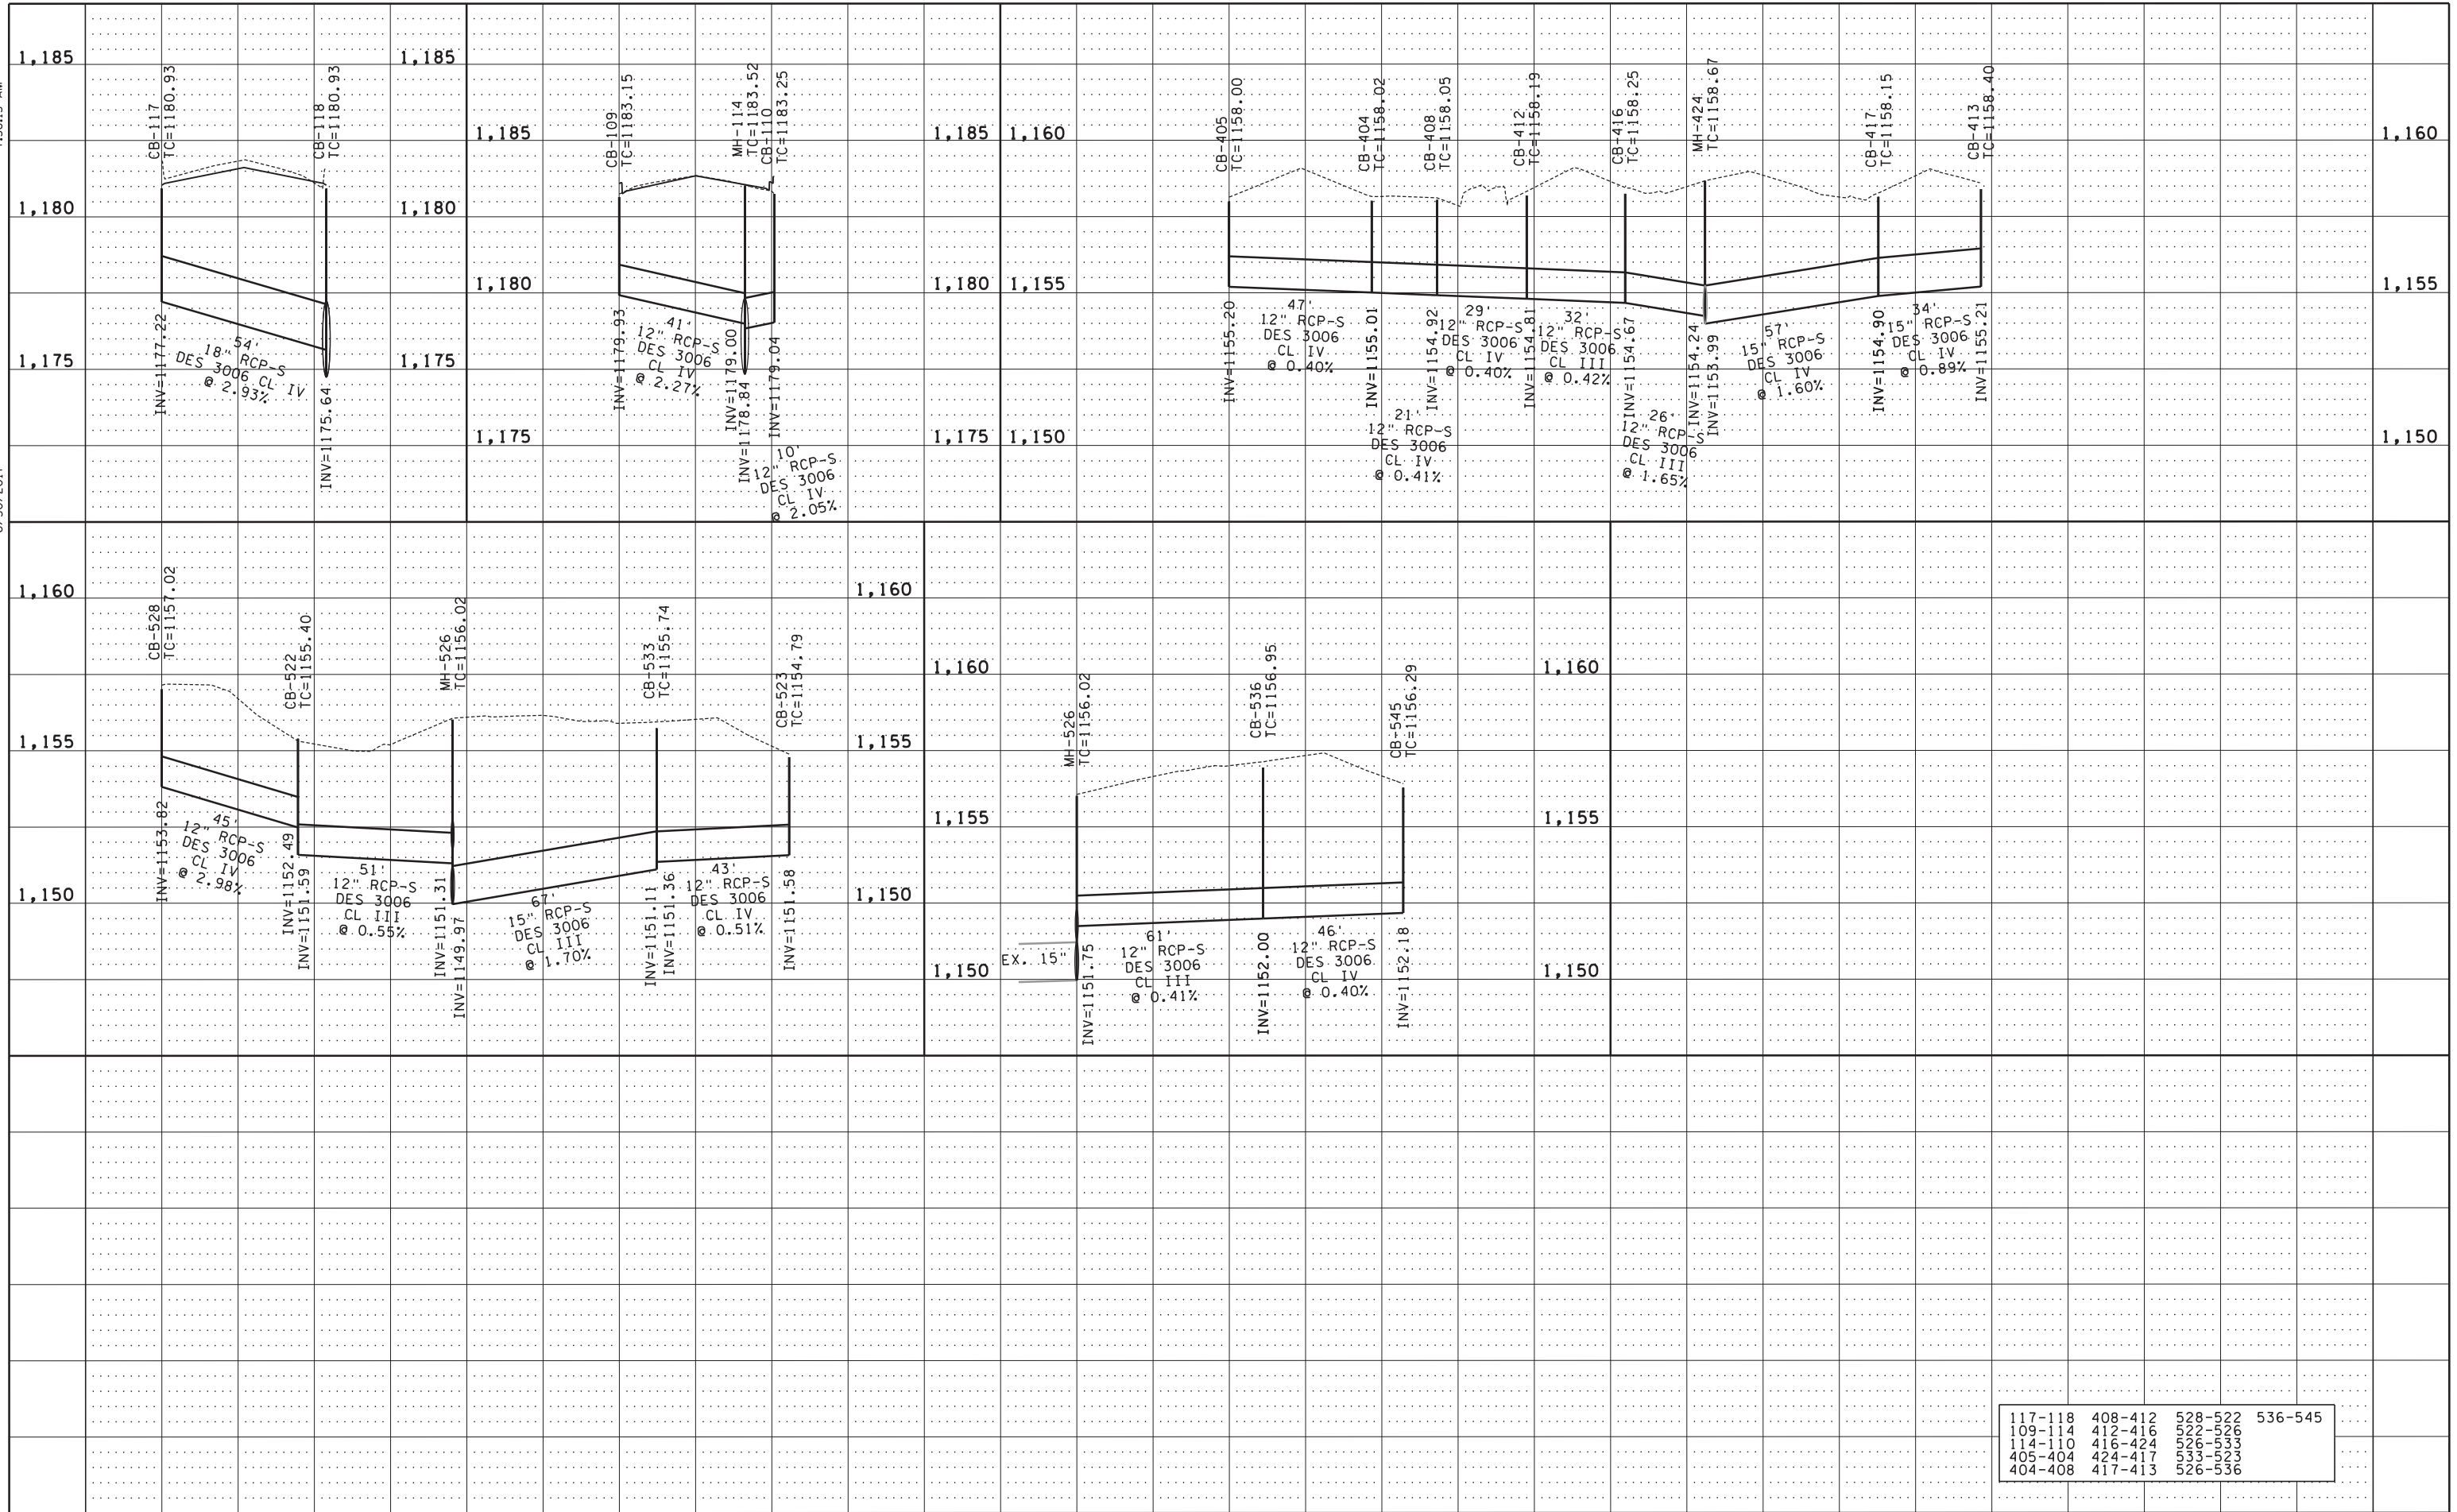 1,185
1,180
1,175
CB-117
TC=1180.93
CB-118
TC=1180.93
INV=1177.22
54'
18" RCP-S
DES 3006 CL IV
@ 2.93%
INV=1175.64
1,185
1,180
1,175
1,185
1,180
1,175
CB-109
TC=1183.15
MH-114
TC=1183.52
CB-110
TC=1183.25
INV=1179.93
41'
12" RCP-S
DES 3006
CL IV
@ 2.27%
INV=1179.00
INV=1178.84
INV=1179.04
10'
12" RCP-S
DES 3006
CL IV
@ 2.05%
1,185
1,180
1,175
1,160
1,155
1,150
CB-405
TC=1158.00
CB-404
TC=1158.02
CB-408
TC=1158.05
CB-412
TC=1158.19
CB-416
TC=1158.25
MH-424
TC=1158.67
CB-417
TC=1158.15
CB-413
TC=1158.40
INV=1155.20
47'
12" RCP-S
DES 3006
CL IV
@ 0.40%
INV=1155.01
21'
12" RCP-S
DES 3006
CL IV
@ 0.41%
INV=1154.92
29'
12" RCP-S
DES 3006
CL IV
@ 0.40%
INV=1154.81
32'
12" RCP-S
DES 3006
CL III
@ 0.42%
INV=1154.67
26'
12" RCP-S
DES 3006
CL III
@ 1.65%
INV=1154.24
INV=1153.99
57'
15" RCP-S
DES 3006
CL IV
@ 1.60%
INV=1154.90
34'
15" RCP-S
DES 3006
CL IV
@ 0.89%
INV=1155.21
1,160
1,155
1,150
1,160
1,155
1,150
CB-528
TC=1157.02
CB-522
TC=1155.40
MH-526
TC=1156.02
CB-533
TC=1155.74
CB-523
TC=1154.79
INV=1153.82
45'
12" RCP-S
DES 3006
CL IV
@ 2.98%
INV=1152.49
INV=1151.59
51'
12" RCP-S
DES 3006
CL III
@ 0.55%
INV=1151.31
INV=1149.97
67'
15" RCP-S
DES 3006
CL III
@ 1.70%
INV=1151.11
INV=1151.36
43'
12" RCP-S
DES 3006
CL IV
@ 0.51%
INV=1151.58
1,160
1,155
1,150
1,160
1,155
1,150
MH-526
TC=1156.02
CB-536
TC=1156.95
CB-545
TC=1156.29
EX. 15"
INV=1151.75
61'
12" RCP-S
DES 3006
CL III
@ 0.41%
INV=1152.00
46'
12" RCP-S
DES 3006
CL IV
@ 0.40%
INV=1152.18
1,160
1,155
1,150
117-118 408-412 528-522 536-545
109-114 412-416 522-526
114-110 416-424 526-533
405-404 424-417 533-523
404-408 417-413 526-536